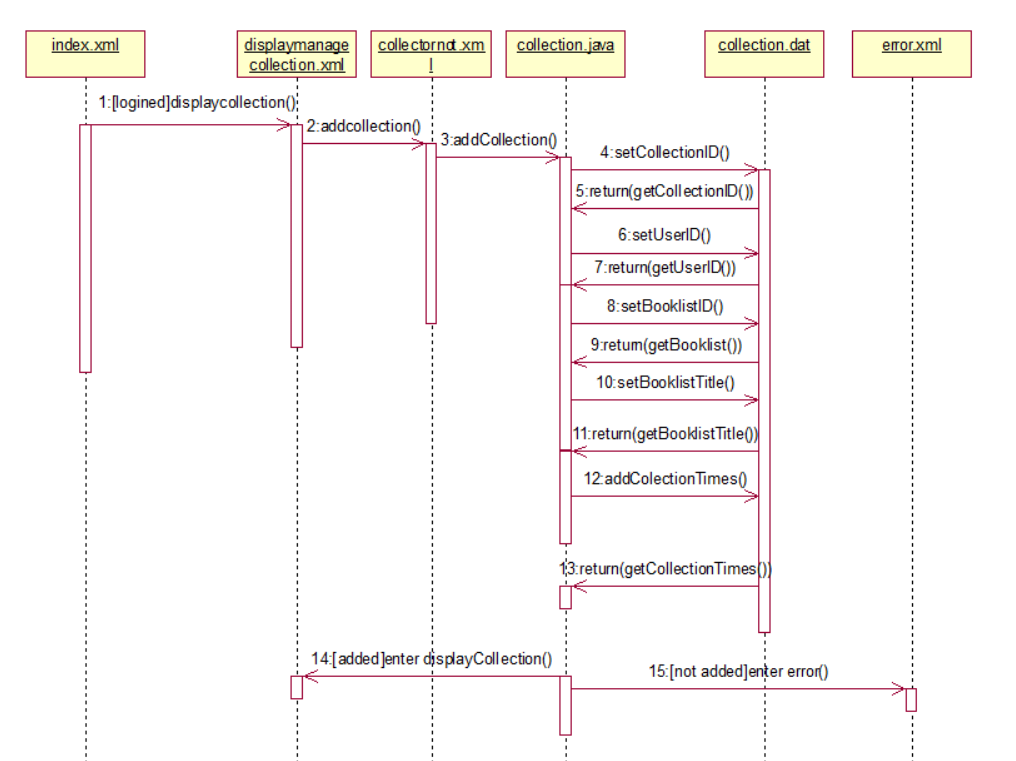 index.xml
displaymanage
collection.xml
collectornot.xm
l
collection.java
collection.dat
error.xml
1:[logined]displaycollection()
2:addcollection()
3:addCollection()
4:setCollectionID()
5:return(getCollectionID())
6:setUserID()
7:return(getUserID())
8:setBooklistID()
9:return(getBooklist())
10:setBooklistTitle()
11:return(getBooklistTitle())
12:addColectionTimes()
13:return(getCollectionTimes())
14:[added]enter displayCollection()
15:[not added]enter error()